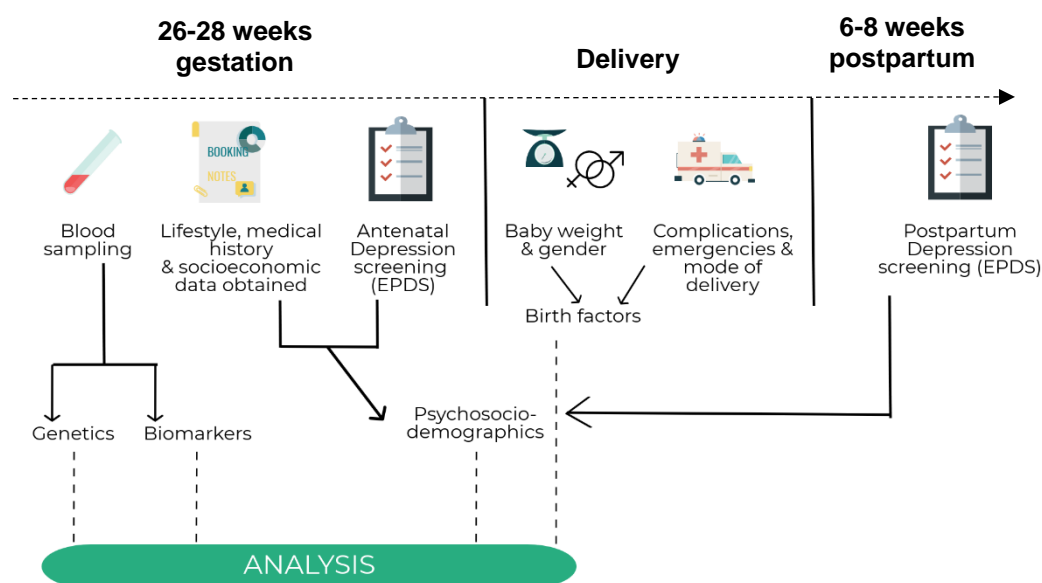 26-28 weeks
gestation
Delivery
6-8 weeks
postpartum
BOOKING
NOTES
Blood
sampling
Lifestyle, medical
history
& socioeconomic
data obtained
Antenatal
Depression
screening
(EPDS)
Baby weight
& gender
Complications,
emergencies &
mode of
delivery
Postpartum
Depression
screening (EPDS)
Birth factors
Genetics
Biomarkers
Psychosocio-
demographics
ANALYSIS